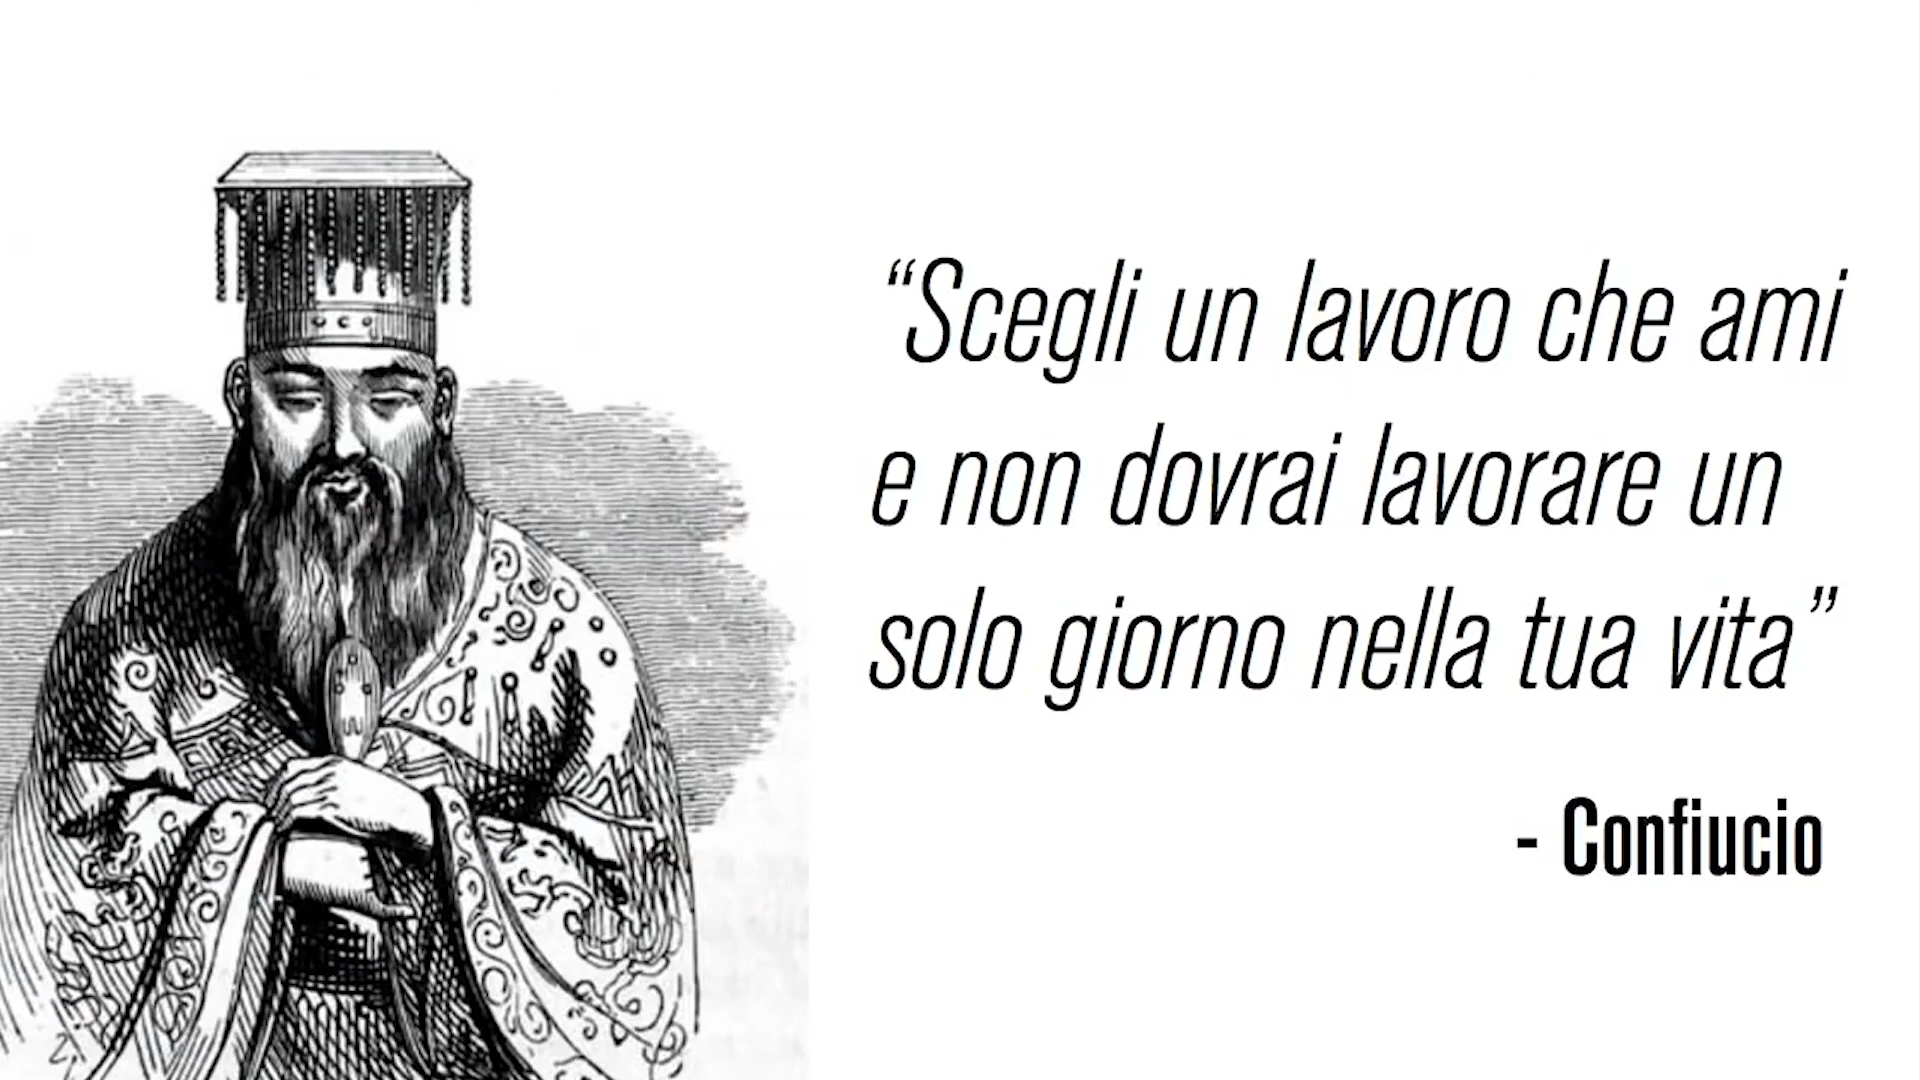 “Scegli un lavoro che ami
e non dovrai lavorare un
solo giorno nella tua vita”
- Confiucio